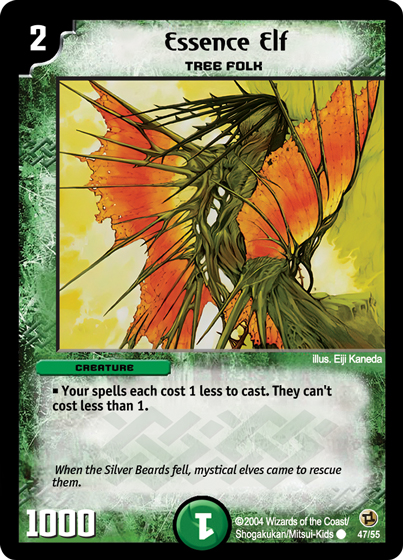 2
Essence Elf
TREE FOLK
illus. Eiji Kaneda
CREATURE
▪ Your spells each cost 1 less to cast. They can't
cost less than 1.
When the Silver Beards fell, mystical elves came to rescue
them.
1000
1
©2004 Wizards of the Coast/
Shogakukan/Mitsui-Kids ● 47/55